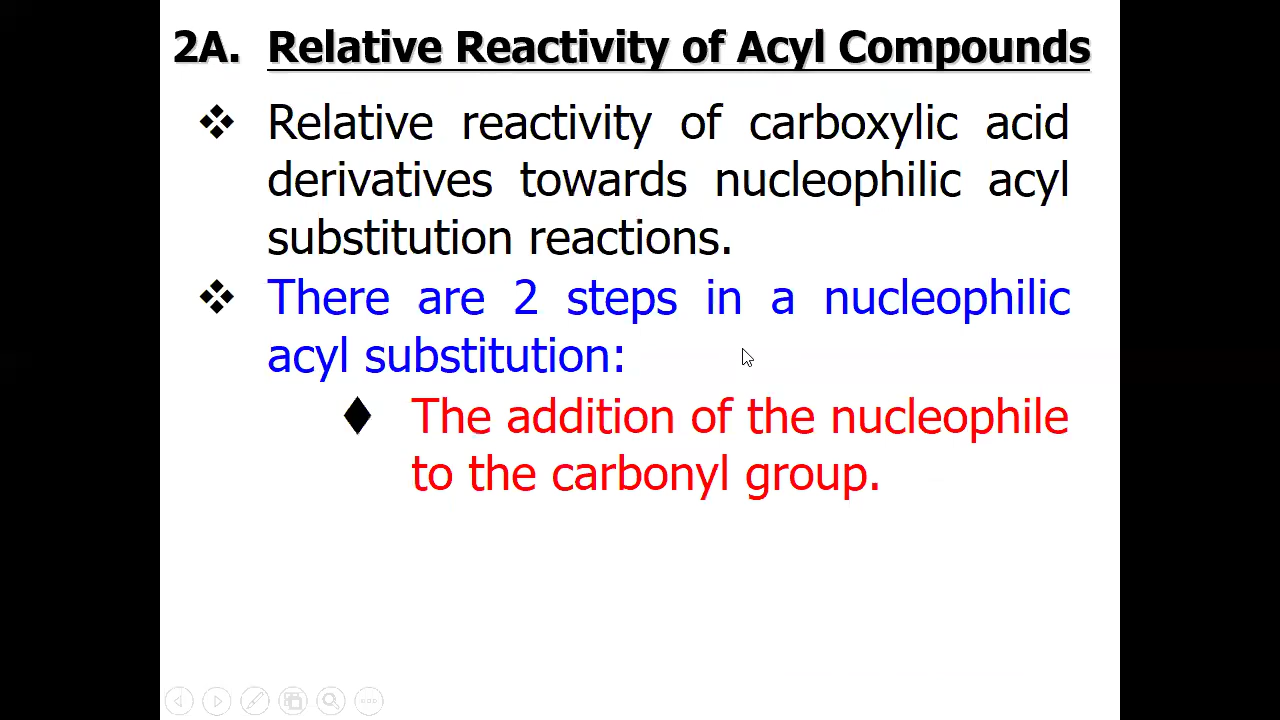 2A. Relative Reactivity of Acyl Compounds
❖ Relative reactivity of carboxylic acid
derivatives towards nucleophilic acyl
substitution reactions.
❖ There are 2 steps in a nucleophilic
acyl substitution:
♦ The addition of the nucleophile
to the carbonyl group.